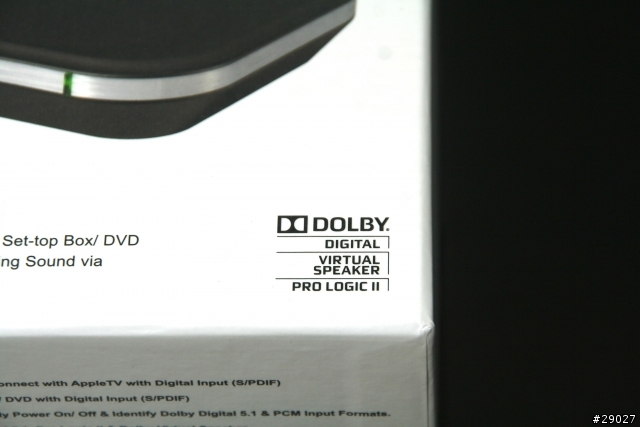 Set-top Box/ DVD
ng Sound via
DOLBY.
DIGITAL
VIRTUAL
SPEAKER
PRO LOGIC II
onnect with AppleTV with Digital Input (S/PDIF)
DVD with Digital Input (S/PDIF)
ly Power On/ Off & Identify Dolby Digital 5.1 & PCM Input Formats.
#29027